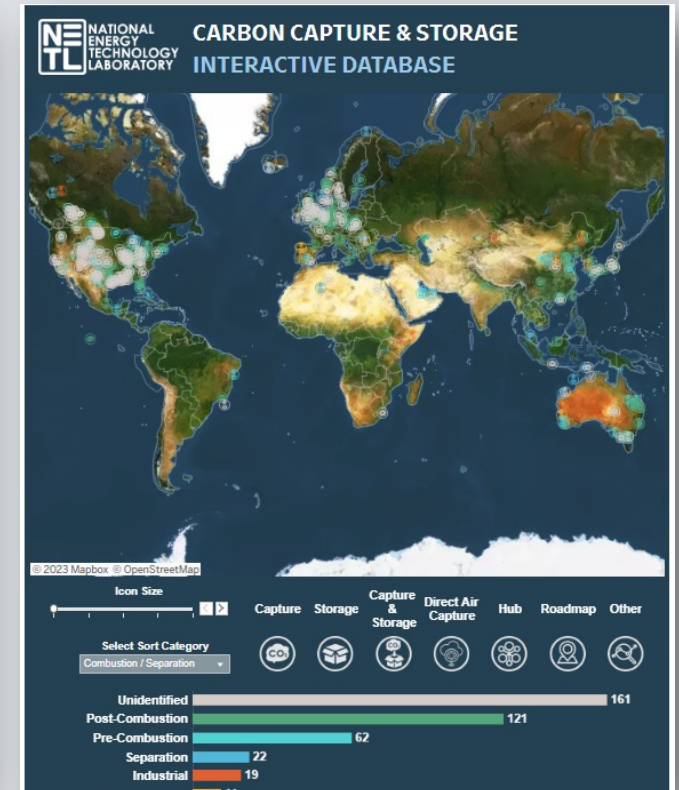 NE NATIONAL
ENERGY
TL TECHNOLOGY
LABORATORY
CARBON CAPTURE & STORAGE
INTERACTIVE DATABASE
© 2023 Mapbox © OpenStreetMap
Icon Size
Capture
Storage
Capture
&
Storage
Direct Air
Capture
Hub
Roadmap
Other
Select Sort Category
Combustion / Separation
CO₂
CO₂
Unidentified 161
Post-Combustion 121
Pre-Combustion 62
Separation 22
Industrial 19